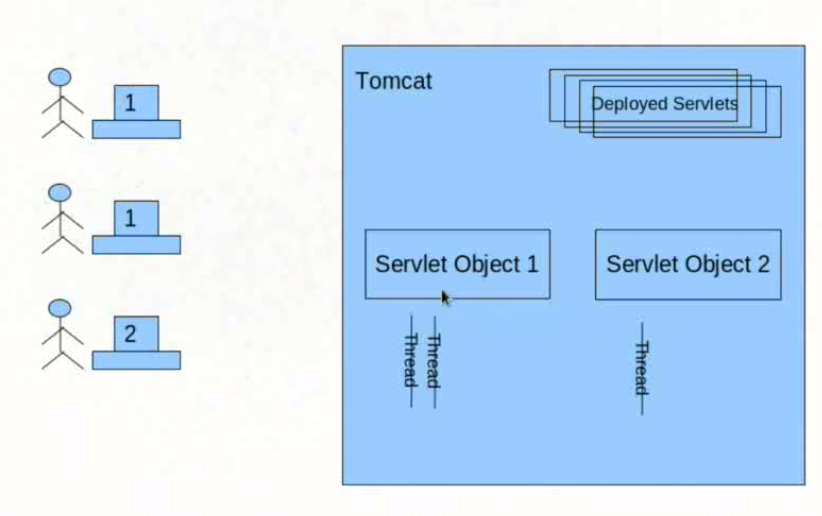 1
1
2
Tomcat
Deployed Servlets
Servlet Object 1
Servlet Object 2
Thread
Thread
Thread